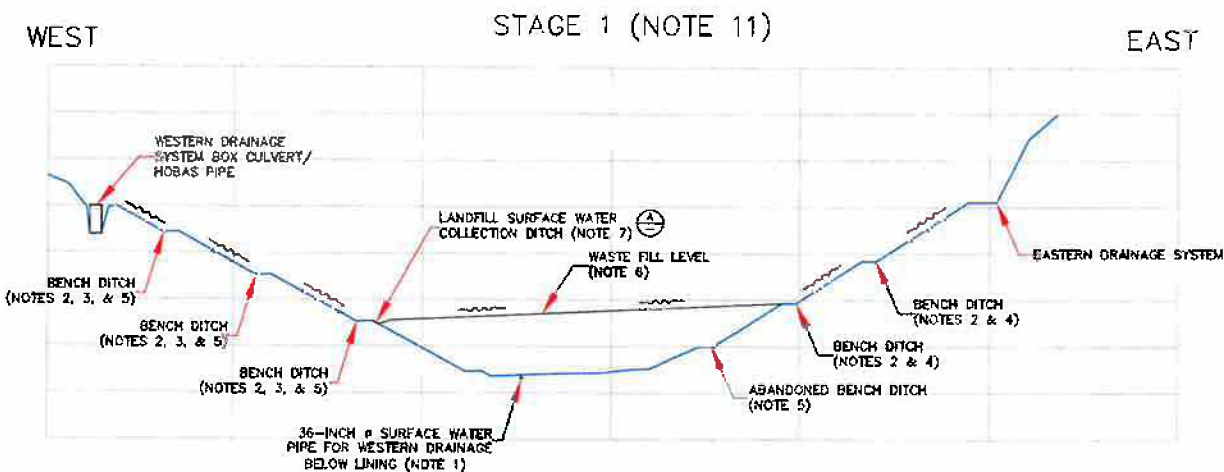 STAGE 1 (NOTE 11)
WEST
EAST
WESTERN DRAINAGE
SYSTEM BOX CULVERT/
HOBAS PIPE
LANDFILL SURFACE WATER
COLLECTION DITCH (NOTE 7)
A
WASTE FILL LEVEL
(NOTE 6)
EASTERN DRAINAGE SYSTEM
BENCH DITCH
(NOTES 2, 3, & 5)
BENCH DITCH
(NOTES 2, 3, & 5)
BENCH DITCH
(NOTES 2, 3, & 5)
BENCH DITCH
(NOTES 2 & 4)
BENCH DITCH
(NOTES 2 & 4)
ABANDONED BENCH DITCH
(NOTE 5)
36-INCH ø SURFACE WATER
PIPE FOR WESTERN DRAINAGE
BELOW LINING (NOTE 1)